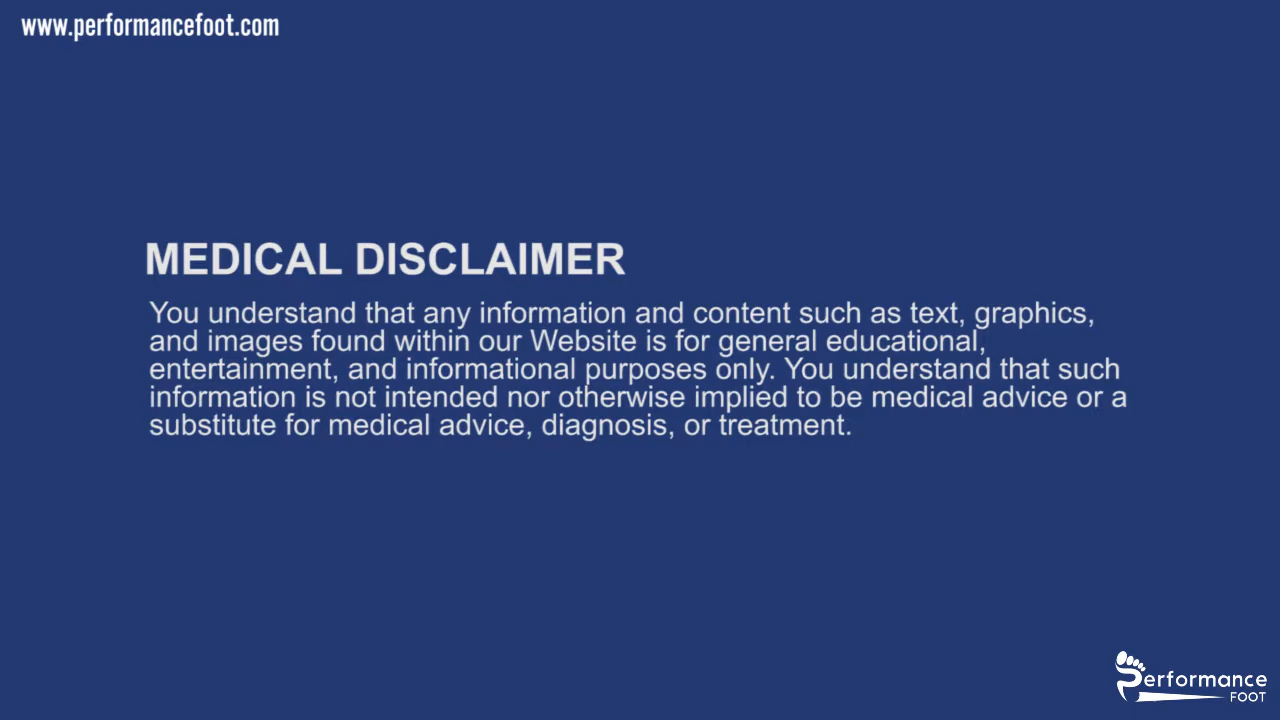 www.performancefoot.com
MEDICAL DISCLAIMER
You understand that any information and content such as text, graphics,
and images found within our Website is for general educational,
entertainment, and informational purposes only. You understand that such
information is not intended nor otherwise implied to be medical advice or a
substitute for medical advice, diagnosis, or treatment.
Performance
FOOT